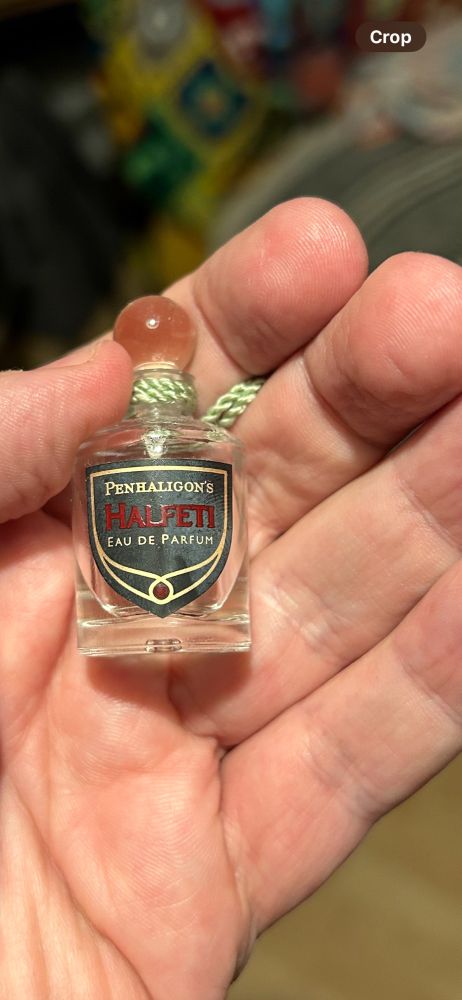 Crop
PENHALIGON'S
HALFETI
EAU DE PARFUM